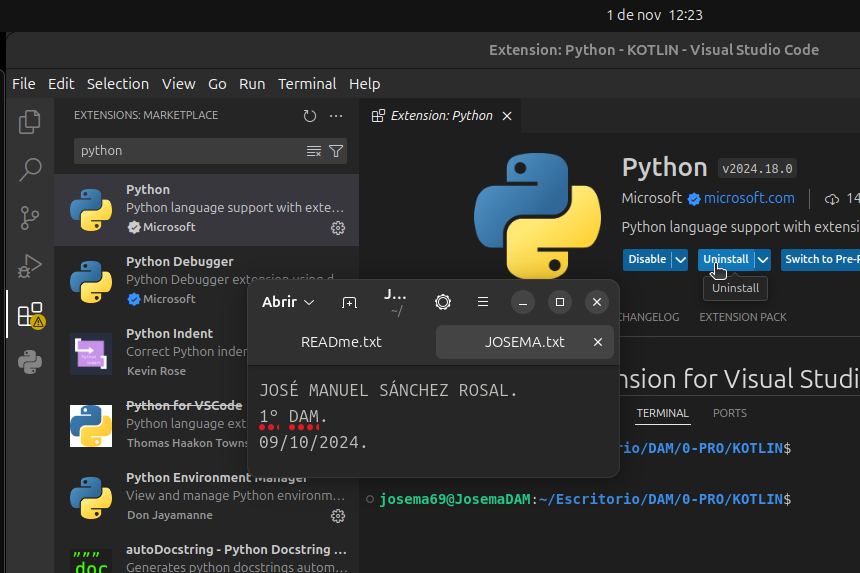 1 de nov 12:23
Extension: Python - KOTLIN - Visual Studio Code
File Edit Selection View Go Run Terminal Help
EXTENSIONS: MARKETPLACE
python
Python
Python language support with exte...
Microsoft
Python Debugger
Python Debugger extension using d
Microsoft
Python Indent
Correct Python inder
Kevin Rose
Python for VSCode
Python language ext
Thomas Haakon Towns
Python Environment Manager
View and manage Python environm...
Don Jayamanne
autoDocstring - Python Docstring ...
Generates python docstrings autom...
"""
doc
Extension: Python
Python v2024.18.0
Microsoft microsoft.com 14
Python language support with extensi
Disable Uninstall Switch to Pre-R
Uninstall
CHANGELOG EXTENSION PACK
nsion for Visual Studi
TERMINAL PORTS
rio/DAM/0-PRO/KOTLIN$
josema69@JosemaDAM:~/Escritorio/DAM/0-PRO/KOTLIN$
Abrir J...
~/
READme.txt JOSEMA.txt
JOSÉ MANUEL SÁNCHEZ ROSAL.
1º DAM.
09/10/2024.